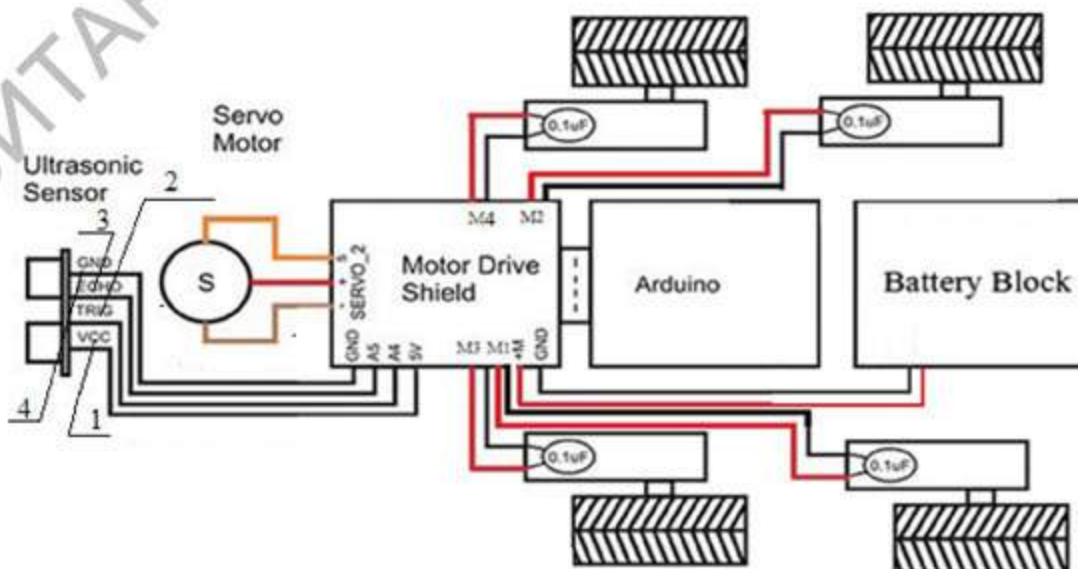 ИТАР
Servo
Motor
Ultrasonic
Sensor
2
3
GND
ECHO
TRIG
VCC
4
1
S
S
+
-
SERVO_2
GND
A5
A4
5V
M4
M2
Motor Drive
Shield
M3
M1
+M
GND
Arduino
Battery Block
0.1uF
0.1uF
0.1uF
0.1uF